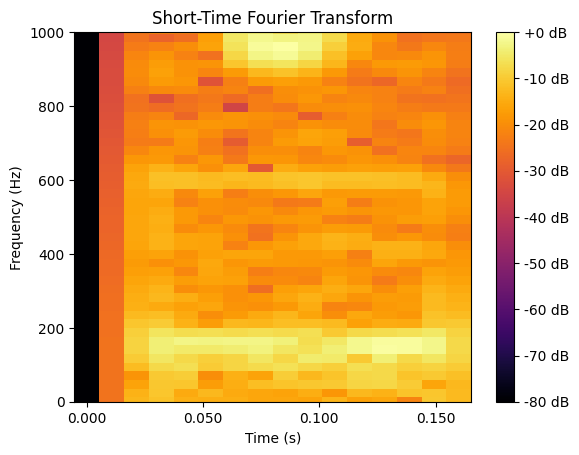 Short-Time Fourier Transform
1000
800
600
400
200
0
Frequency (Hz)
0.000
0.050
0.100
0.150
Time (s)
+0 dB
-10 dB
-20 dB
-30 dB
-40 dB
-50 dB
-60 dB
-70 dB
-80 dB